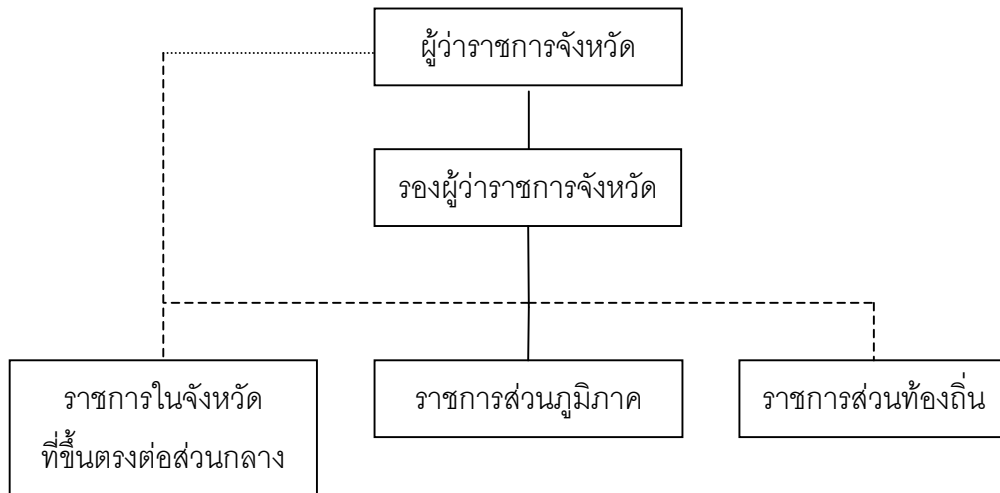 ผู้ว่าราชการจังหวัด
รองผู้ว่าราชการจังหวัด
ราชการในจังหวัด
ที่ขึ้นตรงต่อส่วนกลาง
ราชการส่วนภูมิภาค
ราชการส่วนท้องถิ่น